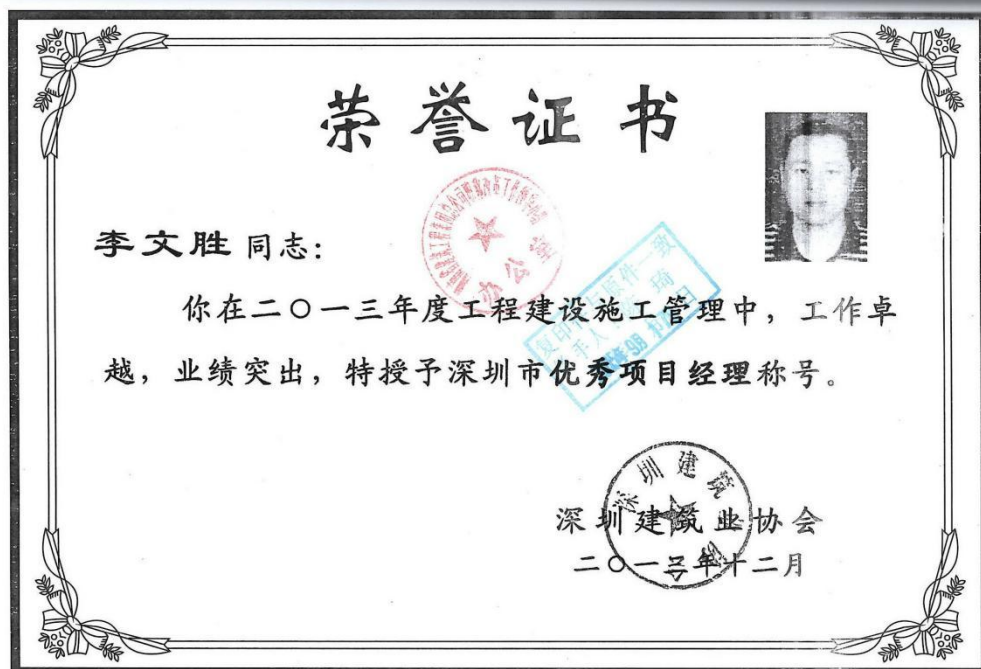 荣誉证书
李文胜 同志：
你在二〇一三年度工程建设施工管理中，工作卓
越，业绩突出，特授予深圳市优秀项目经理称号。
深圳建筑业协会
二〇一三年十二月
办公室